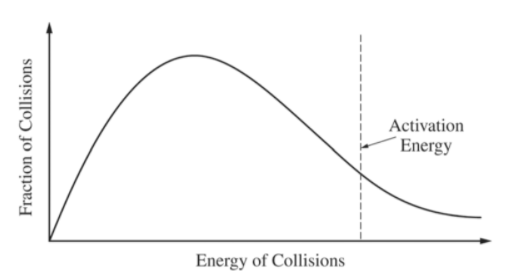 Fraction of Collisions
Activation
Energy
Energy of Collisions